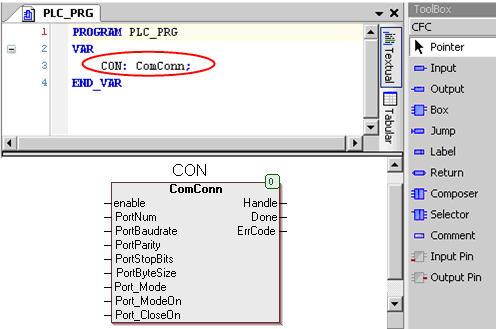 PLC_PRG
ToolBox
CFC
1 PROGRAM PLC_PRG
2 VAR
3 CON: ComConn;
4 END_VAR
Textual
Tabular
Pointer
Input
Output
Box
Jump
Label
Return
Composer
Selector
Comment
Input Pin
Output Pin
CON
0
ComConn
enable Handle
PortNum Done
PortBaudrate ErrCode
PortParity
PortStopBits
PortByteSize
Port_Mode
Port_ModeOn
Port_CloseOn